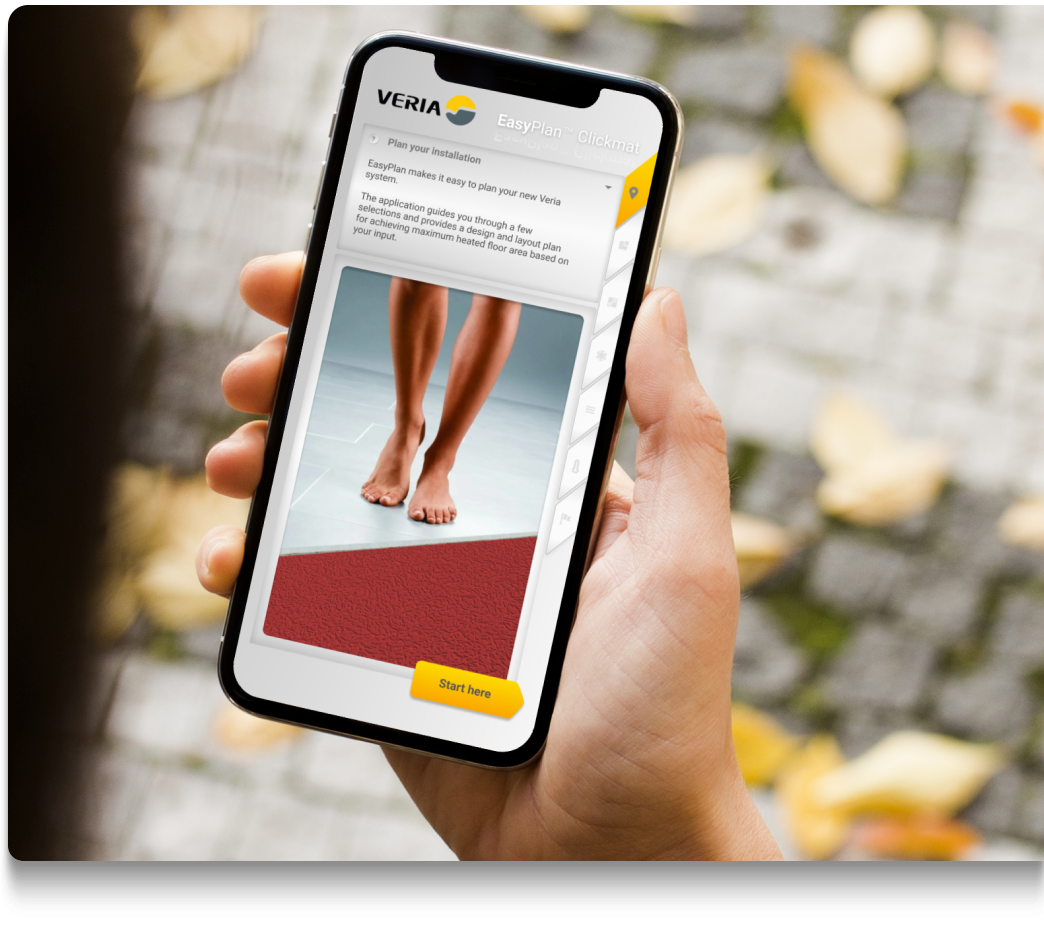 VERIA
EasyPlan™ Clickmat
Plan your installation
EasyPlan makes it easy to plan your new Veria
system.
The application guides you through a few
selections and provides a design and layout plan
for achieving maximum heated floor area based on
your input.
Start here